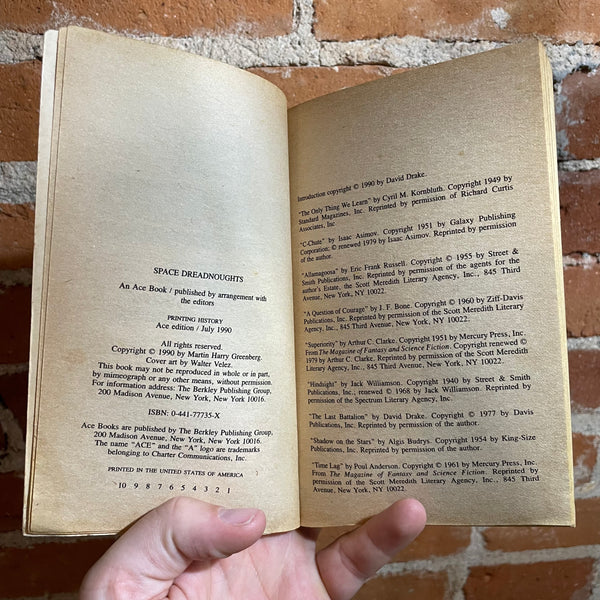 SPACE DREADNOUGHTS
An Ace Book / published by arrangement with
the editors
PRINTING HISTORY
Ace edition / July 1990
All rights reserved.
Copyright © 1990 by Martin Harry Greenberg.
Cover art by Walter Velez.
This book may not be reproduced in whole or in part,
by mimeograph or any other means, without permission.
For information address: The Berkley Publishing Group,
200 Madison Avenue, New York, New York 10016.
ISBN: 0-441-77735-X
Ace Books are published by The Berkley Publishing Group,
200 Madison Avenue, New York, New York 10016.
The name "ACE" and the "A" logo are trademarks
belonging to Charter Communications, Inc.
PRINTED IN THE UNITED STATES OF AMERICA
10 9 8 7 6 5 4 3 2 1
Introduction copyright © 1990 by David Drake.
"The Only Thing We Learn" by Cyril M. Kornbluth. Copyright 1949 by
Standard Magazines, Inc. Reprinted by permission of Richard Curtis
Associates, Inc
"C-Chute" by Isaac Asimov. Copyright 1951 by Galaxy Publishing
Corporation; © renewed 1979 by Isaac Asimov. Reprinted by permission
of the author.
"Allamagoosa" by Eric Frank Russell. Copyright © 1955 by Street &
Smith Publications, Inc. Reprinted by permission of the agents for the
author's Estate, the Scott Meredith Literary Agency, Inc., 845 Third
Avenue, New York, NY 10022.
"A Question of Courage" by J. F. Bone. Copyright © 1960 by Ziff-Davis
Publications, Inc. Reprinted by permission of the Scott Meredith Literary
Agency, Inc., 845 Third Avenue, New York, NY 10022.
"Superiority" by Arthur C. Clarke. Copyright © 1951 by Mercury Press, Inc.
From The Magazine of Fantasy and Science Fiction. Copyright renewed ©
1979 by Arthur C. Clarke. Reprinted by permission of the Scott Meredith
Literary Agency, Inc., 845 Third Avenue, New York, NY 10022.
"Hindsight" by Jack Williamson. Copyright 1940 by Street & Smith
Publications, Inc., renewed © 1968 by Jack Williamson. Reprinted by
permission of the Spectrum Literary Agency, Inc.
"The Last Battalion" by David Drake. Copyright © 1977 by Davis
Publications, Inc.
"Shadow on the Stars" by Algis Budrys. Copyright 1954 by King-Size
Publications, Inc.
"Time Lag" by Poul Anderson. Copyright © 1961 by Mercury Press, Inc.
From The Magazine of Fantasy and Science Fiction. Reprinted by
permission of the Scott Meredith Literary Agency, Inc., 845 Third
Avenue, New York, NY 10022.